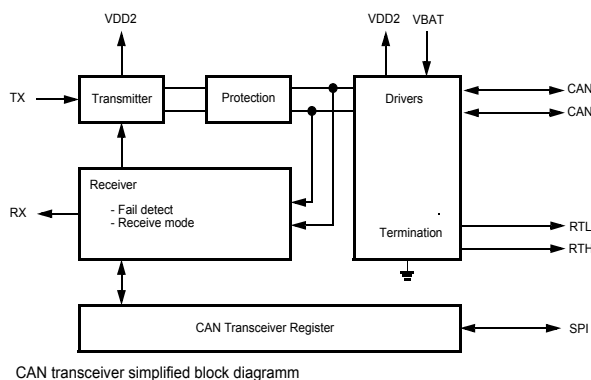 VDD2
VDD2 VBAT
TX
Transmitter
Protection
Drivers
CAN
CAN
Receiver
- Fail detect
- Receive mode
RX
Termination
RTL
RTH
CAN Transceiver Register
SPI
CAN transceiver simplified block diagramm